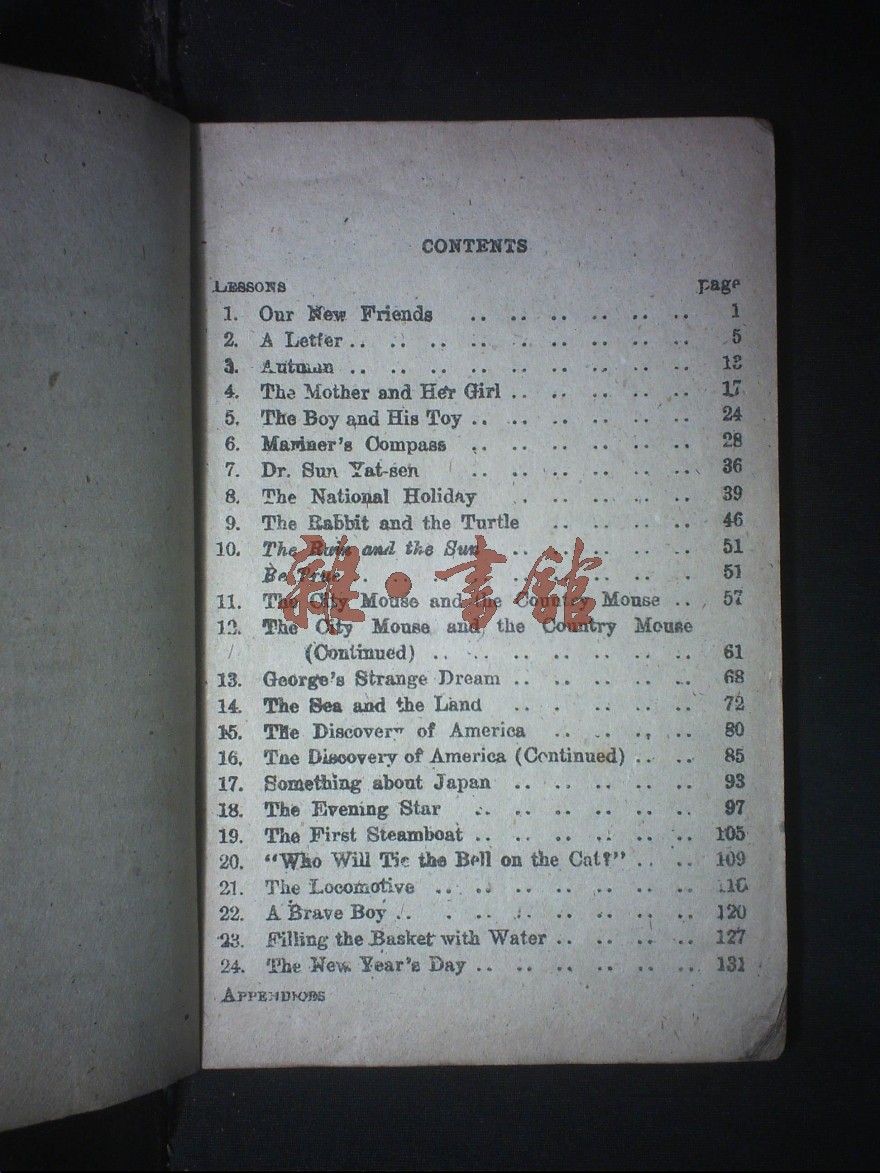 CONTENTS
LESSONS page
1. Our New Friends .. .. .. .. .. .. 1
2. A Letter .. .. .. .. .. .. .. .. .. 5
3. Autumn .. .. .. .. .. .. .. .. .. 13
4. The Mother and Her Girl .. .. .. .. .. 17
5. The Boy and His Toy .. .. .. .. .. .. 24
6. Mariner's Compass .. .. .. .. .. .. 28
7. Dr. Sun Yat-sen .. .. .. .. .. .. 36
8. The National Holiday .. .. .. .. .. 39
9. The Rabbit and the Turtle .. .. .. .. 46
10. The Rain and the Sun .. .. .. .. .. 51
Be True .. .. .. .. .. .. .. 51
11. The City Mouse and the Country Mouse .. 57
12. The City Mouse and the Country Mouse
(Continued) .. .. .. .. .. .. .. 61
13. George's Strange Dream .. .. .. .. .. 68
14. The Sea and the Land .. .. .. .. .. 72
15. The Discovery of America .. .. .. .. 80
16. The Discovery of America (Continued) .. .. 85
17. Something about Japan .. .. .. .. .. 93
18. The Evening Star .. .. .. .. .. .. 97
19. The First Steamboat .. .. .. .. .. .. 105
20. "Who Will Tie the Bell on the Cat?" .. .. 109
21. The Locomotive .. .. .. .. .. .. ..
22. A Brave Boy .. .. .. .. .. .. .. .. 120
23. Filling the Basket with Water .. .. .. .. 127
24. The New Year's Day .. .. .. .. .. .. 131
APPENDICES
雜·書館